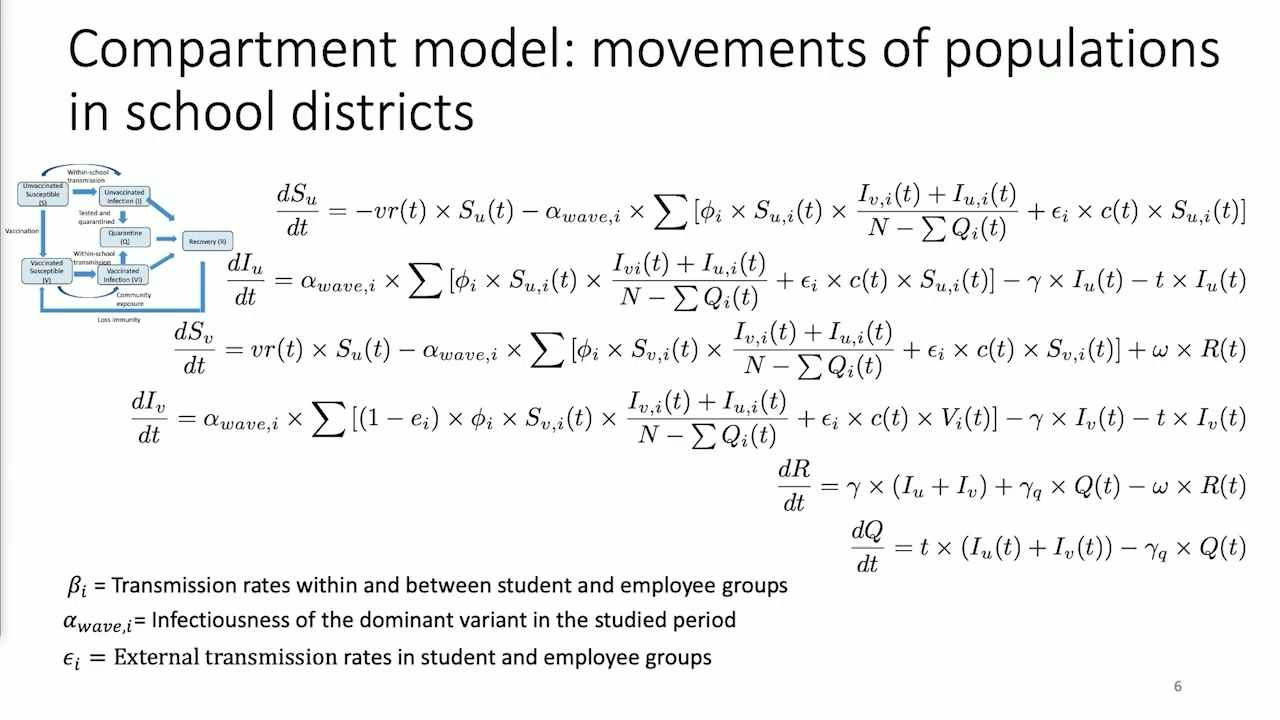 Compartment model: movements of populations
in school districts
Within-school
transmission
Unvaccinated
Susceptible
(S)
Unvaccinated
Infection (I)
Tested and
quarantined
Vaccination
Quarantine
(Q)
Recovery (R)
Within-school
transmission
Vaccinated
Susceptible
(V)
Vaccinated
Infection (Vi)
Community
exposure
Loss Immunity
dS_u/dt = −vr(t) × S_u(t) − α_{wave,i} × ∑ [ϕ_i × S_{u,i}(t) × (I_{v,i}(t) + I_{u,i}(t))/(N − ∑ Q_i(t)) + ϵ_i × c(t) × S_{u,i}(t)]
dI_u/dt = α_{wave,i} × ∑ [ϕ_i × S_{u,i}(t) × (I_{vi}(t) + I_{u,i}(t))/(N − ∑ Q_i(t)) + ϵ_i × c(t) × S_{u,i}(t)] − γ × I_u(t) − t × I_u(t)
dS_v/dt = vr(t) × S_u(t) − α_{wave,i} × ∑ [ϕ_i × S_{v,i}(t) × (I_{v,i}(t) + I_{u,i}(t))/(N − ∑ Q_i(t)) + ϵ_i × c(t) × S_{v,i}(t)] + ω × R(t)
dI_v/dt = α_{wave,i} × ∑ [(1 − e_i) × ϕ_i × S_{v,i}(t) × (I_{v,i}(t) + I_{u,i}(t))/(N − ∑ Q_i(t)) + ϵ_i × c(t) × V_i(t)] − γ × I_v(t) − t × I_v(t)
dR/dt = γ × (I_u + I_v) + γ_q × Q(t) − ω × R(t)
dQ/dt = t × (I_u(t) + I_v(t)) − γ_q × Q(t)
β_i = Transmission rates within and between student and employee groups
α_{wave,i}= Infectiousness of the dominant variant in the studied period
ϵ_i = External transmission rates in student and employee groups
6